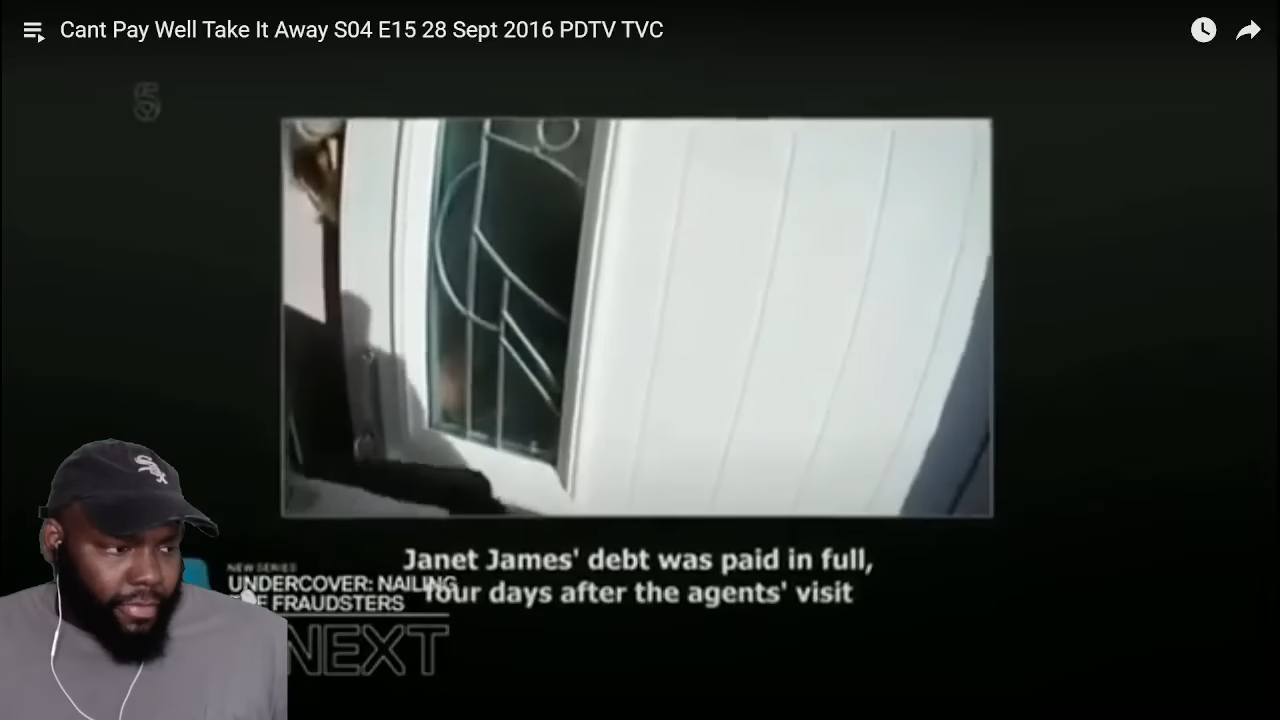 Cant Pay Well Take It Away S04 E15 28 Sept 2016 PDTV TVC
5
Janet James' debt was paid in full,
four days after the agents' visit
NEW SERIES
UNDERCOVER: NAILING
THE FRAUDSTERS
NEXT
SOX